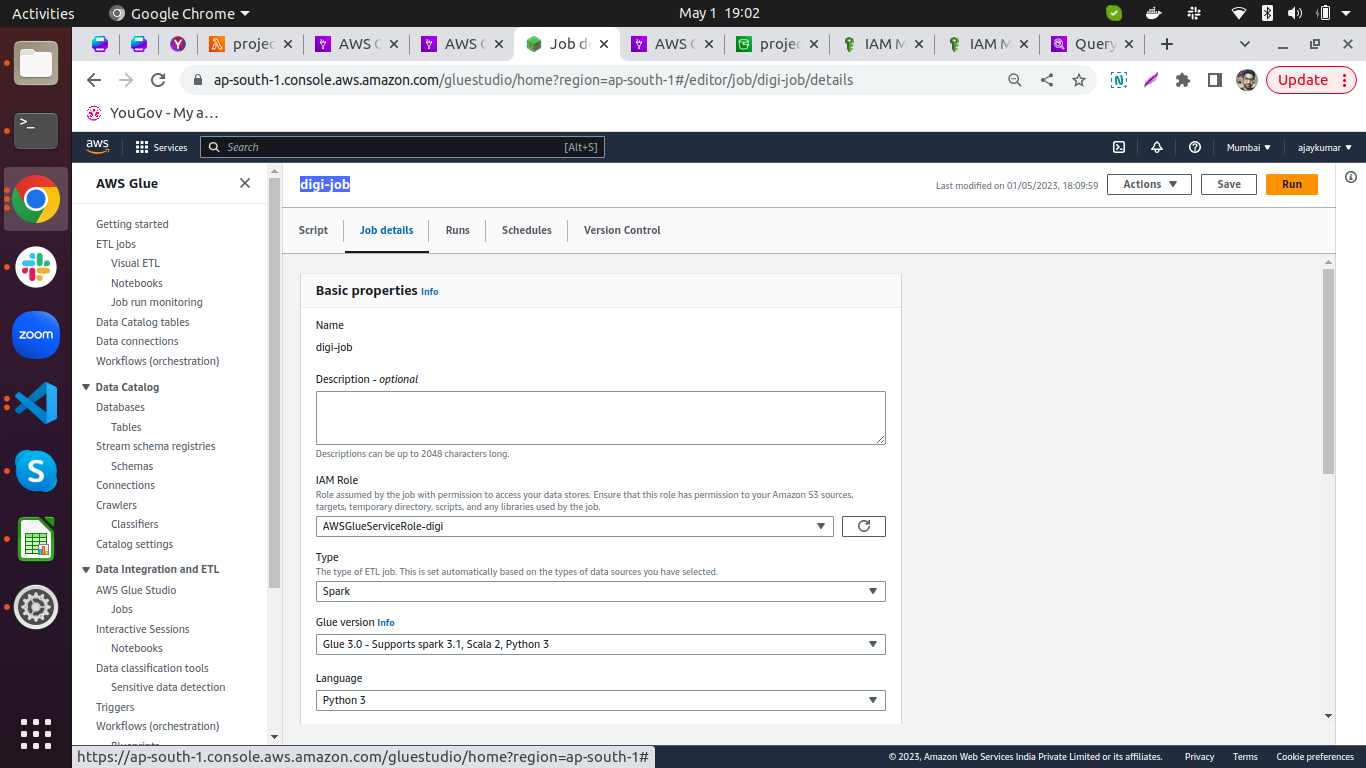 Activities
Google Chrome
May 1 19:02
projec
AWS G
AWS G
Job de
AWS G
projec
IAM M
IAM M
Query
ap-south-1.console.aws.amazon.com/gluestudio/home?region=ap-south-1#/editor/job/digi-job/details
Update
YouGov - My a...
aws
Services
Search
[Alt+S]
Mumbai
ajaykumar
AWS Glue
Getting started
ETL jobs
Visual ETL
Notebooks
Job run monitoring
Data Catalog tables
Data connections
Workflows (orchestration)
Data Catalog
Databases
Tables
Stream schema registries
Schemas
Connections
Crawlers
Classifiers
Catalog settings
Data Integration and ETL
AWS Glue Studio
Jobs
Interactive Sessions
Notebooks
Data classification tools
Sensitive data detection
Triggers
Workflows (orchestration)
digi-job
Last modified on 01/05/2023, 18:09:59
Actions
Save
Run
Script
Job details
Runs
Schedules
Version Control
Basic properties Info
Name
digi-job
Description - optional
Descriptions can be up to 2048 characters long.
IAM Role
Role assumed by the job with permission to access your data stores. Ensure that this role has permission to your Amazon S3 sources,
targets, temporary directory, scripts, and any libraries used by the job.
AWSGlueServiceRole-digi
Type
The type of ETL job. This is set automatically based on the types of data sources you have selected.
Spark
Glue version Info
Glue 3.0 - Supports spark 3.1, Scala 2, Python 3
Language
Python 3
zoom
https://ap-south-1.console.aws.amazon.com/gluestudio/home?region=ap-south-1#
© 2023, Amazon Web Services India Private Limited or its affiliates.
Privacy
Terms
Cookie preferences